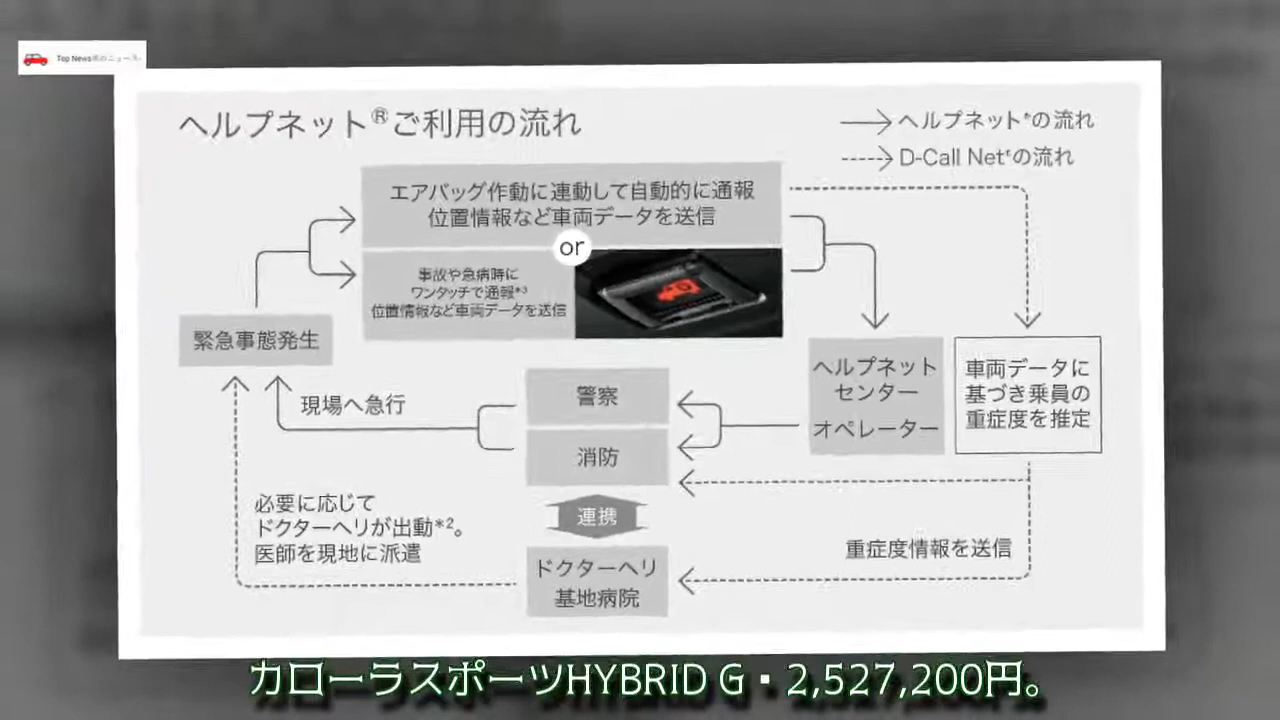 Top News車のニュース
ヘルプネット®ご利用の流れ
ヘルプネット*の流れ
D-Call Net*の流れ
エアバッグ作動に連動して自動的に通報
位置情報など車両データを送信
or
事故や急病時に
ワンタッチで通報*3
位置情報など車両データを送信
緊急事態発生
現場へ急行
警察
消防
ヘルプネット
センター
オペレーター
車両データに
基づき乗員の
重症度を推定
必要に応じて
ドクターヘリが出動*2。
医師を現地に派遣
連携
重症度情報を送信
ドクターヘリ
基地病院
カローラスポーツHYBRID G・2,527,200円。